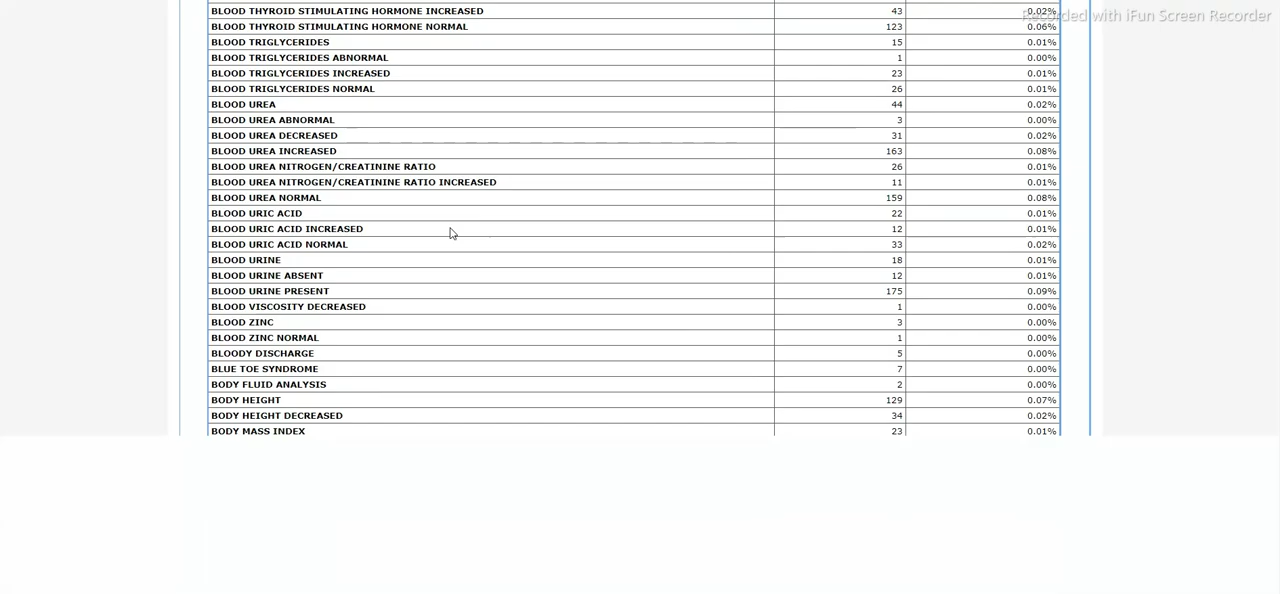 BLOOD THYROID STIMULATING HORMONE INCREASED 43 0.02%
Recorded with iFun Screen Recorder
BLOOD THYROID STIMULATING HORMONE NORMAL 123 0.06%
BLOOD TRIGLYCERIDES 15 0.01%
BLOOD TRIGLYCERIDES ABNORMAL 1 0.00%
BLOOD TRIGLYCERIDES INCREASED 23 0.01%
BLOOD TRIGLYCERIDES NORMAL 26 0.01%
BLOOD UREA 44 0.02%
BLOOD UREA ABNORMAL 3 0.00%
BLOOD UREA DECREASED 31 0.02%
BLOOD UREA INCREASED 163 0.08%
BLOOD UREA NITROGEN/CREATININE RATIO 26 0.01%
BLOOD UREA NITROGEN/CREATININE RATIO INCREASED 11 0.01%
BLOOD UREA NORMAL 159 0.08%
BLOOD URIC ACID 22 0.01%
BLOOD URIC ACID INCREASED 12 0.01%
BLOOD URIC ACID NORMAL 33 0.02%
BLOOD URINE 18 0.01%
BLOOD URINE ABSENT 12 0.01%
BLOOD URINE PRESENT 175 0.09%
BLOOD VISCOSITY DECREASED 1 0.00%
BLOOD ZINC 3 0.00%
BLOOD ZINC NORMAL 1 0.00%
BLOODY DISCHARGE 5 0.00%
BLUE TOE SYNDROME 7 0.00%
BODY FLUID ANALYSIS 2 0.00%
BODY HEIGHT 129 0.07%
BODY HEIGHT DECREASED 34 0.02%
BODY MASS INDEX 23 0.01%